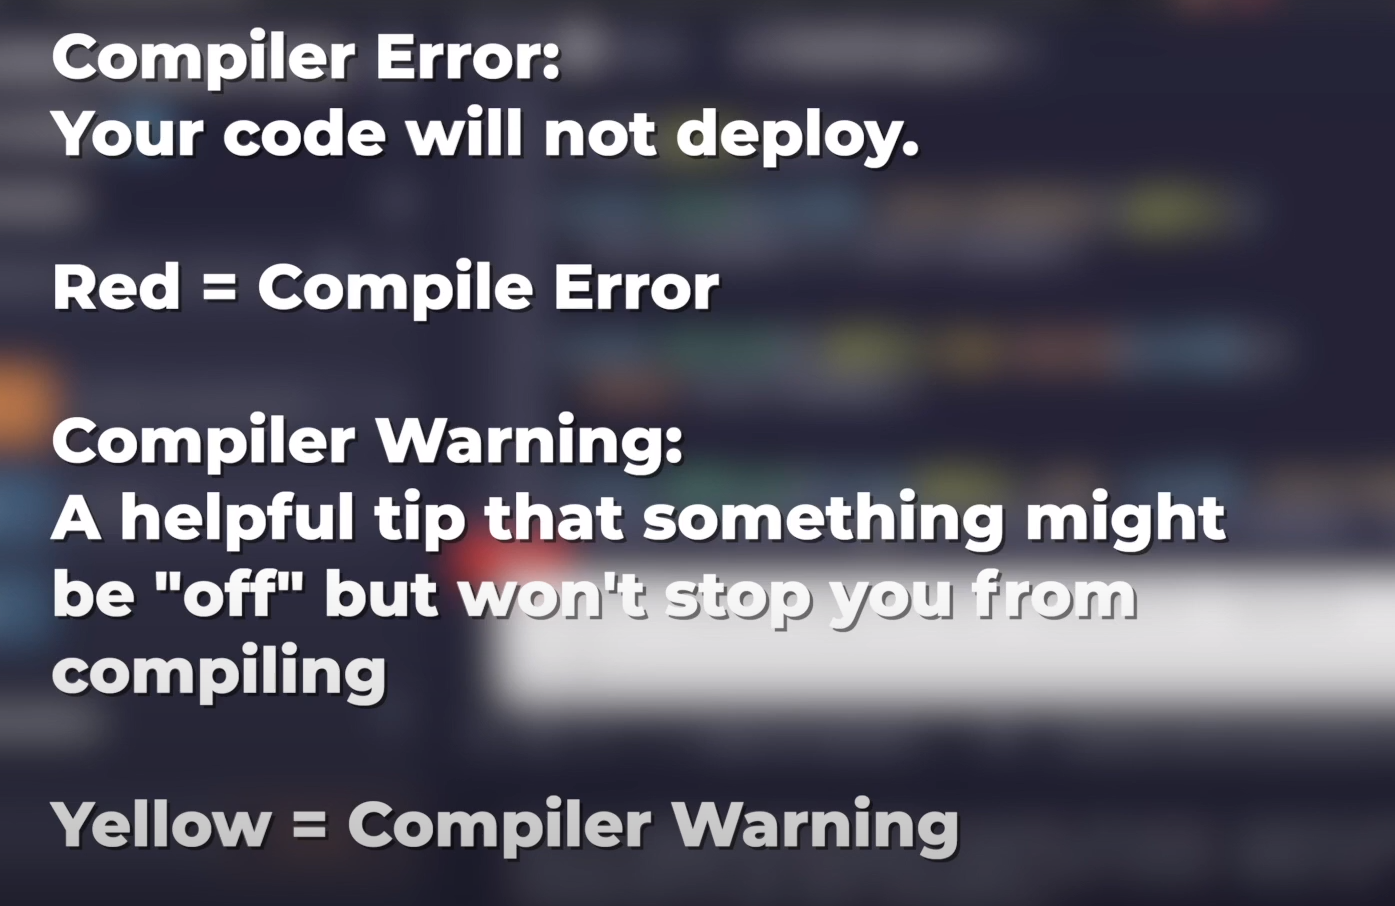 Compiler Error:
Your code will not deploy.
Red = Compile Error
Compiler Warning:
A helpful tip that something might
be "off" but won't stop you from
compiling
Yellow = Compiler Warning